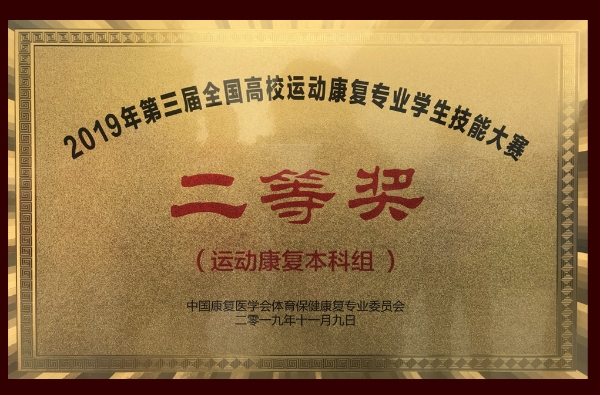 2019年第三届全国高校运动康复专业学生技能大赛
二等奖
（运动康复本科组）
中国康复医学会体育保健康复专业委员会
二零一九年十一月九日